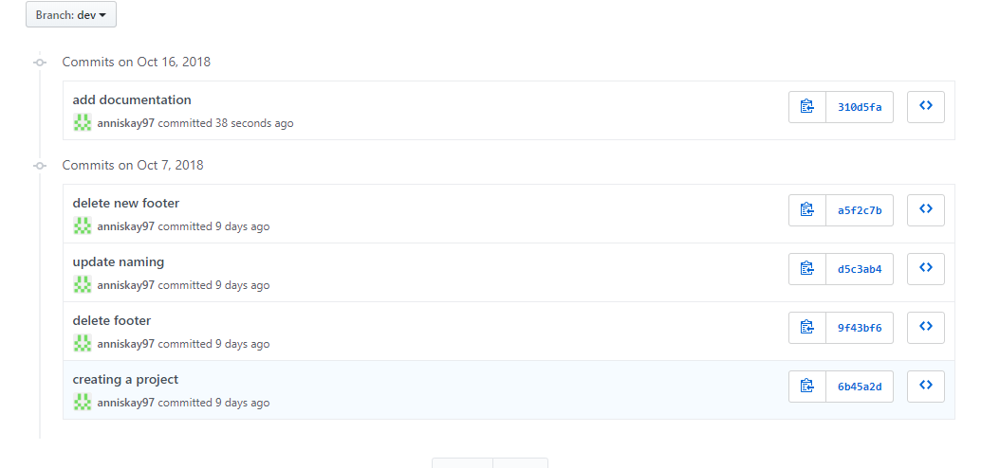 Branch: dev
Commits on Oct 16, 2018
add documentation
310d5fa
anniskay97 committed 38 seconds ago
Commits on Oct 7, 2018
delete new footer
a5f2c7b
anniskay97 committed 9 days ago
update naming
d5c3ab4
anniskay97 committed 9 days ago
delete footer
9f43bf6
anniskay97 committed 9 days ago
creating a project
6b45a2d
anniskay97 committed 9 days ago